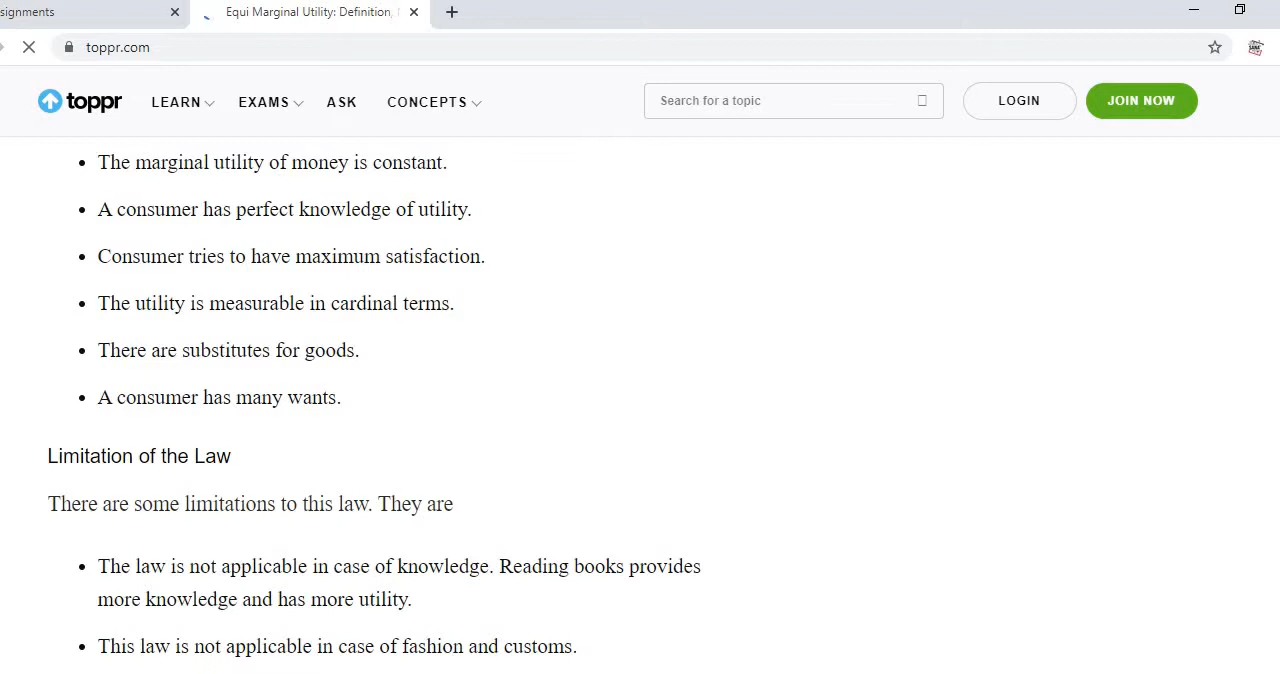 signments
Equi Marginal Utility: Definition,
toppr.com
toppr
LEARN
EXAMS
ASK
CONCEPTS
Search for a topic
LOGIN
JOIN NOW
The marginal utility of money is constant.
A consumer has perfect knowledge of utility.
Consumer tries to have maximum satisfaction.
The utility is measurable in cardinal terms.
There are substitutes for goods.
A consumer has many wants.
Limitation of the Law
There are some limitations to this law. They are
The law is not applicable in case of knowledge. Reading books provides
more knowledge and has more utility.
This law is not applicable in case of fashion and customs.